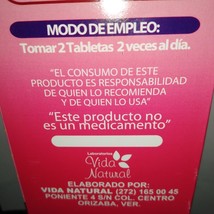 MODO DE EMPLEO:
Tomar 2 Tabletas 2 veces al día.
"EL CONSUMO DE ESTE
PRODUCTO ES RESPONSABILIDAD
DE QUIEN LO RECOMIENDA
Y DE QUIEN LO USA"
"Este producto no
es un medicamento"
Laboratorios
Vida
Natural
ELABORADO POR:
VIDA NATURAL (272) 165 00 45
PONIENTE 4 S/N COL. CENTRO
ORIZABA, VER.